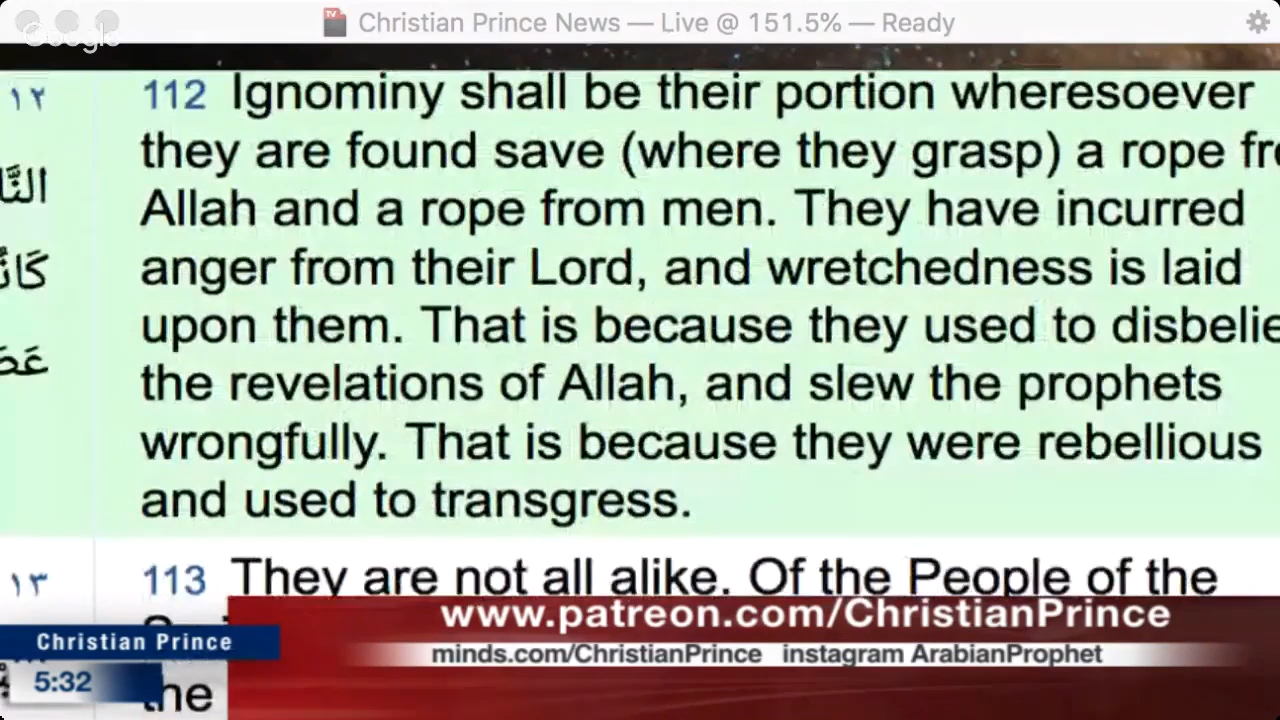 Christian Prince News — Live @ 151.5% — Ready
Google
١٢ 112 Ignominy shall be their portion wheresoever
they are found save (where they grasp) a rope fr
Allah and a rope from men. They have incurred
anger from their Lord, and wretchedness is laid
upon them. That is because they used to disbelie
the revelations of Allah, and slew the prophets
wrongfully. That is because they were rebellious
and used to transgress.
١٣ 113 They are not all alike. Of the People of the
www.patreon.com/ChristianPrince
Christian Prince
minds.com/ChristianPrince instagram ArabianProphet
5:32
the